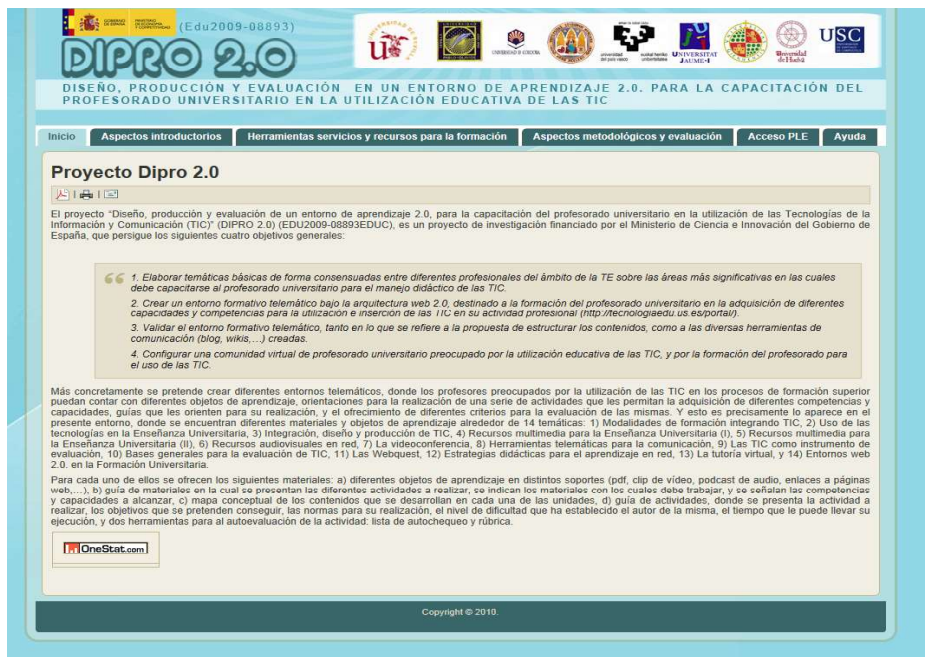 GOBIERNO DE ESPAÑA MINISTERIO DE ECONOMÍA Y COMPETITIVIDAD (Edu2009-08893)
DIPRO 2.0
UNIVERSIDAD D CÓRDOBA
UNIVERSITAT JAUME·I
Universidad de Huelva
USC
DISEÑO, PRODUCCIÓN Y EVALUACIÓN EN UN ENTORNO DE APRENDIZAJE 2.0. PARA LA CAPACITACIÓN DEL
PROFESORADO UNIVERSITARIO EN LA UTILIZACIÓN EDUCATIVA DE LAS TIC
Inicio Aspectos introductorios Herramientas servicios y recursos para la formación Aspectos metodológicos y evaluación Acceso PLE Ayuda
Proyecto Dipro 2.0
El proyecto “Diseño, producción y evaluación de un entorno de aprendizaje 2.0, para la capacitación del profesorado universitario en la utilización de las Tecnologías de la
Información y Comunicación (TIC)” (DIPRO 2.0) (EDU2009-08893EDUC), es un proyecto de investigación financiado por el Ministerio de Ciencia e Innovación del Gobierno de
España, que persigue los siguientes cuatro objetivos generales:
1. Elaborar temáticas básicas de forma consensuadas entre diferentes profesionales del ámbito de la TE sobre las áreas más significativas en las cuales
debe capacitarse al profesorado universitario para el manejo didáctico de las TIC.
2. Crear un entorno formativo telemático bajo la arquitectura web 2.0, destinado a la formación del profesorado universitario en la adquisición de diferentes
capacidades y competencias para la utilización e inserción de las TIC en su actividad profesional (http://tecnologiaedu.us.es/portal/).
3. Validar el entorno formativo telemático, tanto en lo que se refiere a la propuesta de estructurar los contenidos, como a las diversas herramientas de
comunicación (blog, wikis,…) creadas.
4. Configurar una comunidad virtual de profesorado universitario preocupado por la utilización educativa de las TIC, y por la formación del profesorado para
el uso de las TIC.
Más concretamente se pretende crear diferentes entornos telemáticos, donde los profesores preocupados por la utilización de las TIC en los procesos de formación superior
puedan contar con diferentes objetos de aprendizaje, orientaciones para la realización de una serie de actividades que les permitan la adquisición de diferentes competencias y
capacidades, guías que les orienten para su realización, y el ofrecimiento de diferentes criterios para la evaluación de las mismas. Y esto es precisamente lo aparece en el
presente entorno, donde se encuentran diferentes materiales y objetos de aprendizaje alrededor de 14 temáticas: 1) Modalidades de formación integrando TIC, 2) Uso de las
tecnologías en la Enseñanza Universitaria, 3) Integración, diseño y producción de TIC, 4) Recursos multimedia para la Enseñanza Universitaria (I), 5) Recursos multimedia para
la Enseñanza Universitaria (II), 6) Recursos audiovisuales en red, 7) La videoconferencia, 8) Herramientas telemáticas para la comunicación, 9) Las TIC como instrumento de
evaluación, 10) Bases generales para la evaluación de TIC, 11) Las Webquest, 12) Estrategias didácticas para el aprendizaje en red, 13) La tutoría virtual, y 14) Entornos web
2.0. en la Formación Universitaria.
Para cada uno de ellos se ofrecen los siguientes materiales: a) diferentes objetos de aprendizaje en distintos soportes (pdf, clip de vídeo, podcast de audio, enlaces a páginas
web,…), b) guía de materiales en la cual se presentan las diferentes actividades a realizar, se indican los materiales con los cuales debe trabajar, y se señalan las competencias
y capacidades a alcanzar, c) mapa conceptual de los contenidos que se desarrollan en cada una de las unidades, d) guía de actividades, donde se presenta la actividad a
realizar, los objetivos que se pretenden conseguir, las normas para su realización, el nivel de dificultad que ha establecido el autor de la misma, el tiempo que le puede llevar su
ejecución, y dos herramientas para al autoevaluación de la actividad: lista de autochequeo y rúbrica.
OneStat.com
Copyright © 2010.